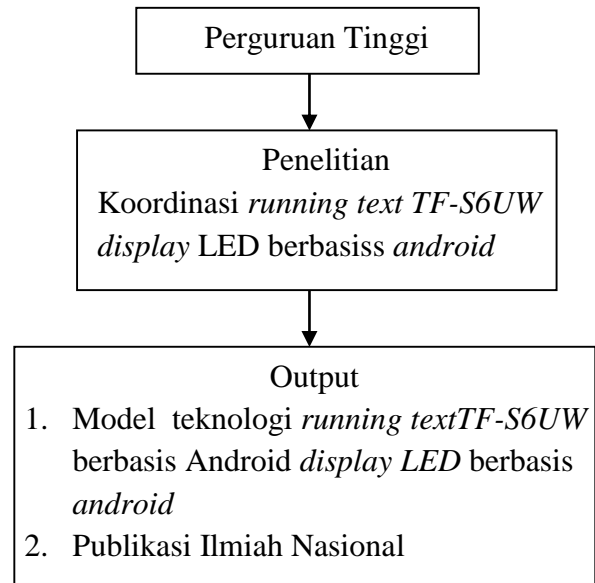 Perguruan Tinggi
Penelitian
Koordinasi running text TF-S6UW
display LED berbasiss android
Output
1. Model teknologi running textTF-S6UW
berbasis Android display LED berbasis
android
2. Publikasi Ilmiah Nasional